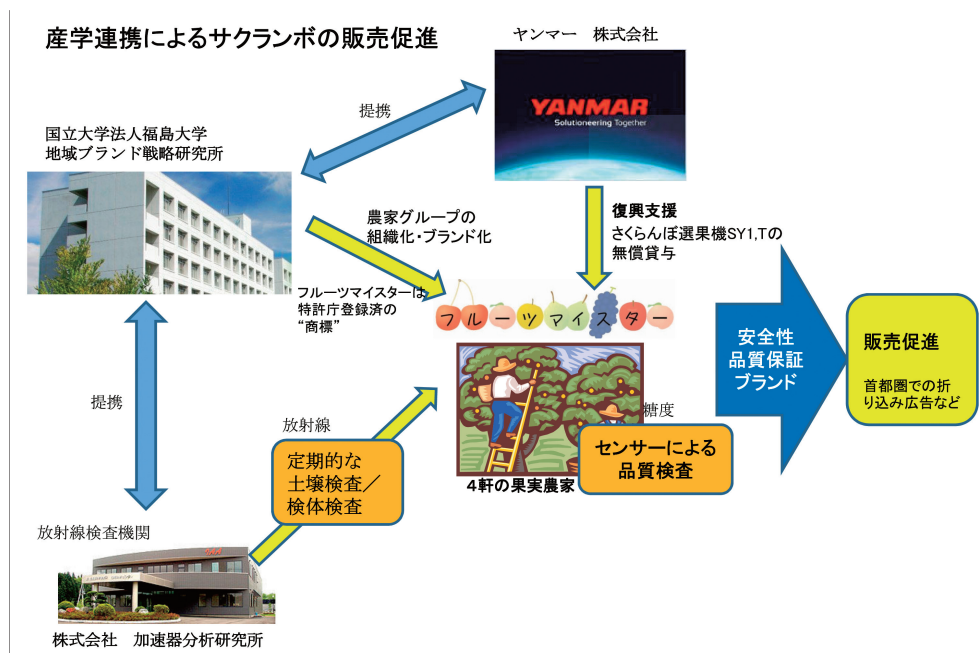 産学連携によるサクランボの販売促進
ヤンマー　株式会社
YANMAR
Solutioneering Together
提携
国立大学法人福島大学
地域ブランド戦略研究所
農家グループの
組織化・ブランド化
復興支援
さくらんぼ選果機SY1,Tの
無償貸与
フルーツマイスターは
特許庁登録済の
“商標”
フルーツマイスター
安全性
品質保証
ブランド
販売促進
首都圏での折
り込み広告など
提携
放射線
定期的な
土壌検査／
検体検査
糖度
センサーによる
品質検査
４軒の果実農家
放射線検査機関
株式会社　加速器分析研究所